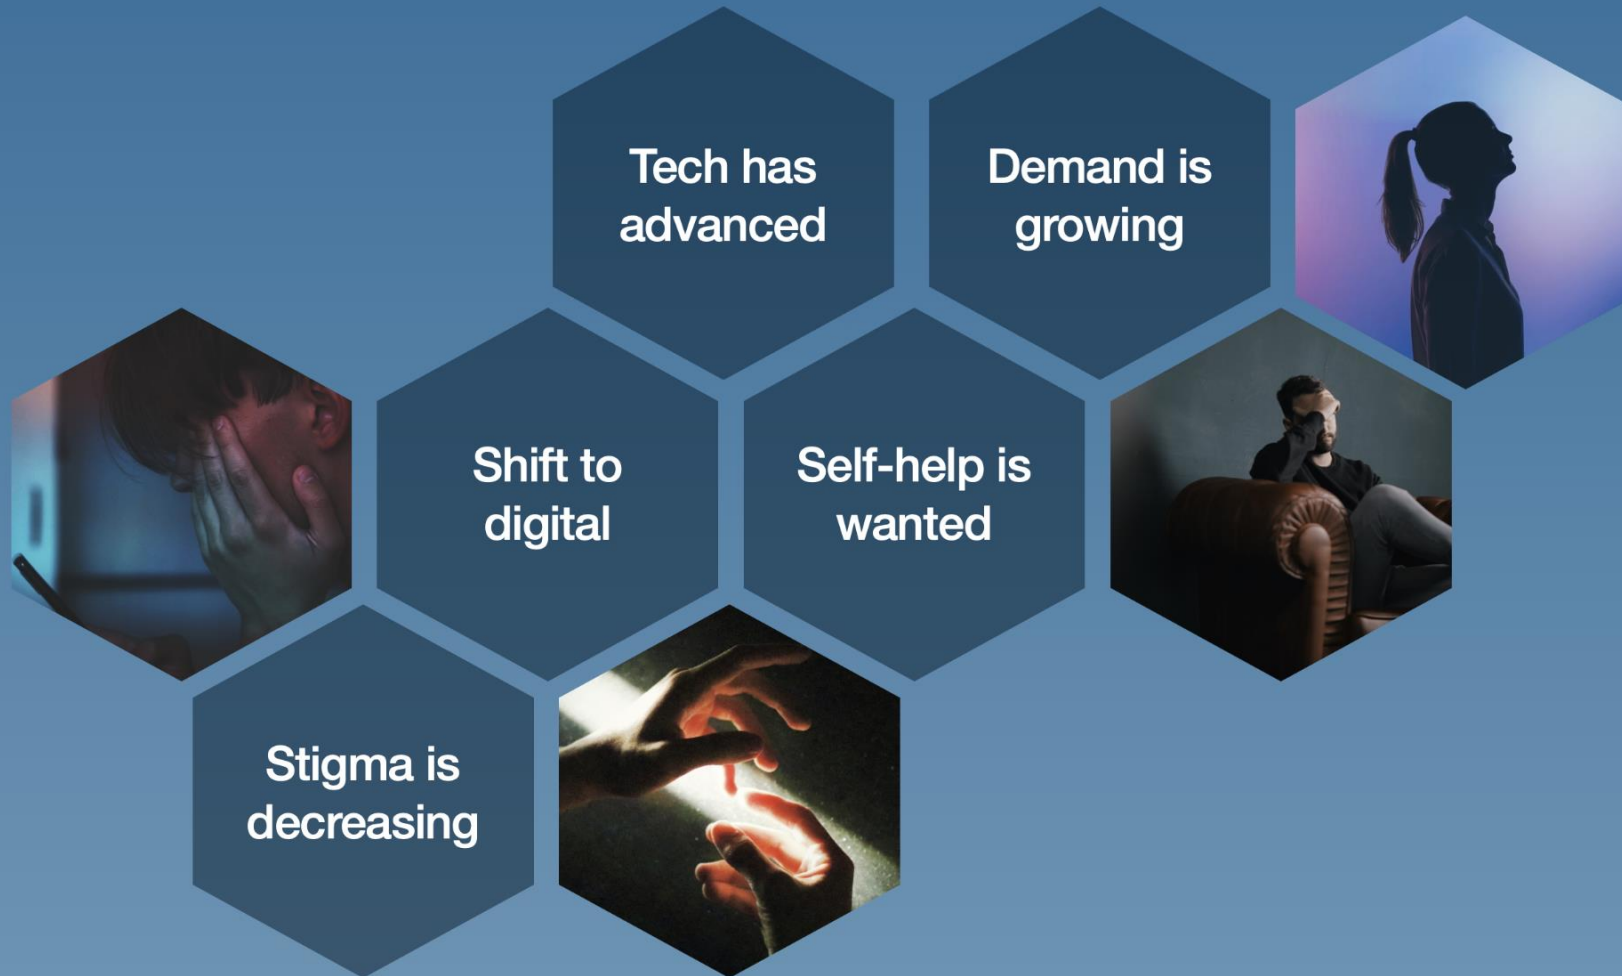 Tech has
advanced
Demand is
growing
Shift to
digital
Self-help is
wanted
Stigma is
decreasing